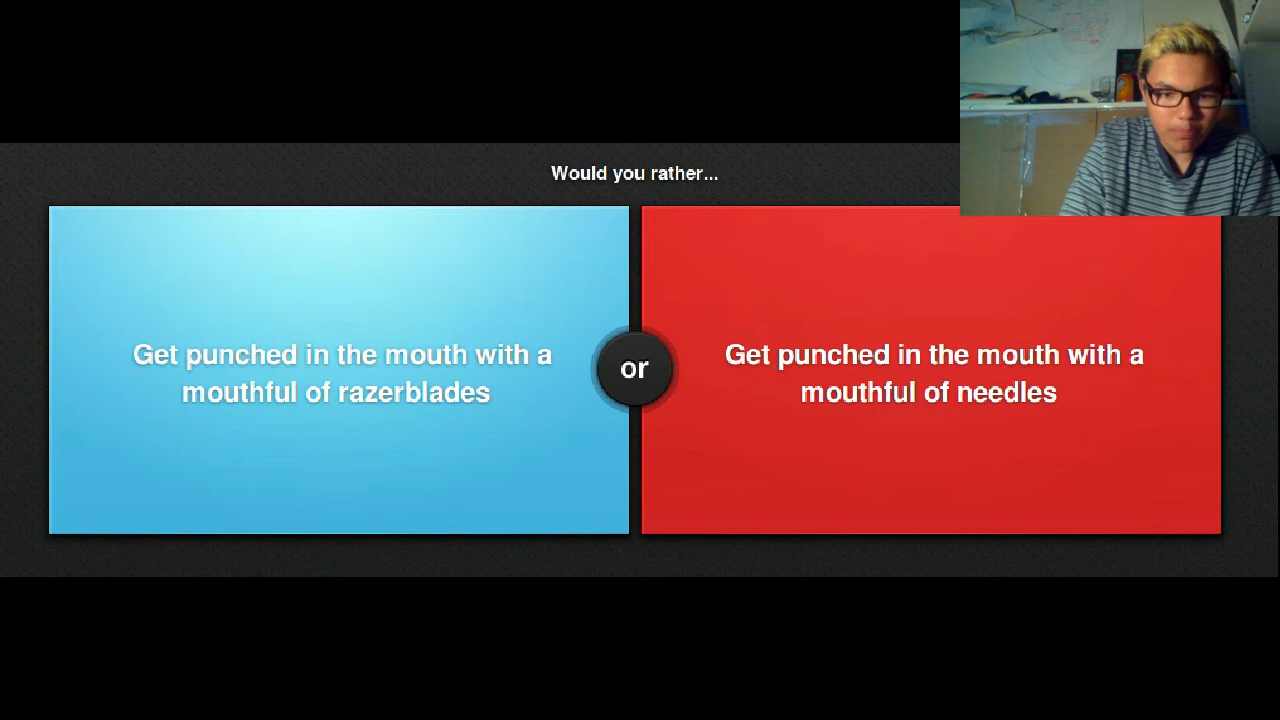 Would you rather...
Get punched in the mouth with a
mouthful of razerblades
or
Get punched in the mouth with a
mouthful of needles